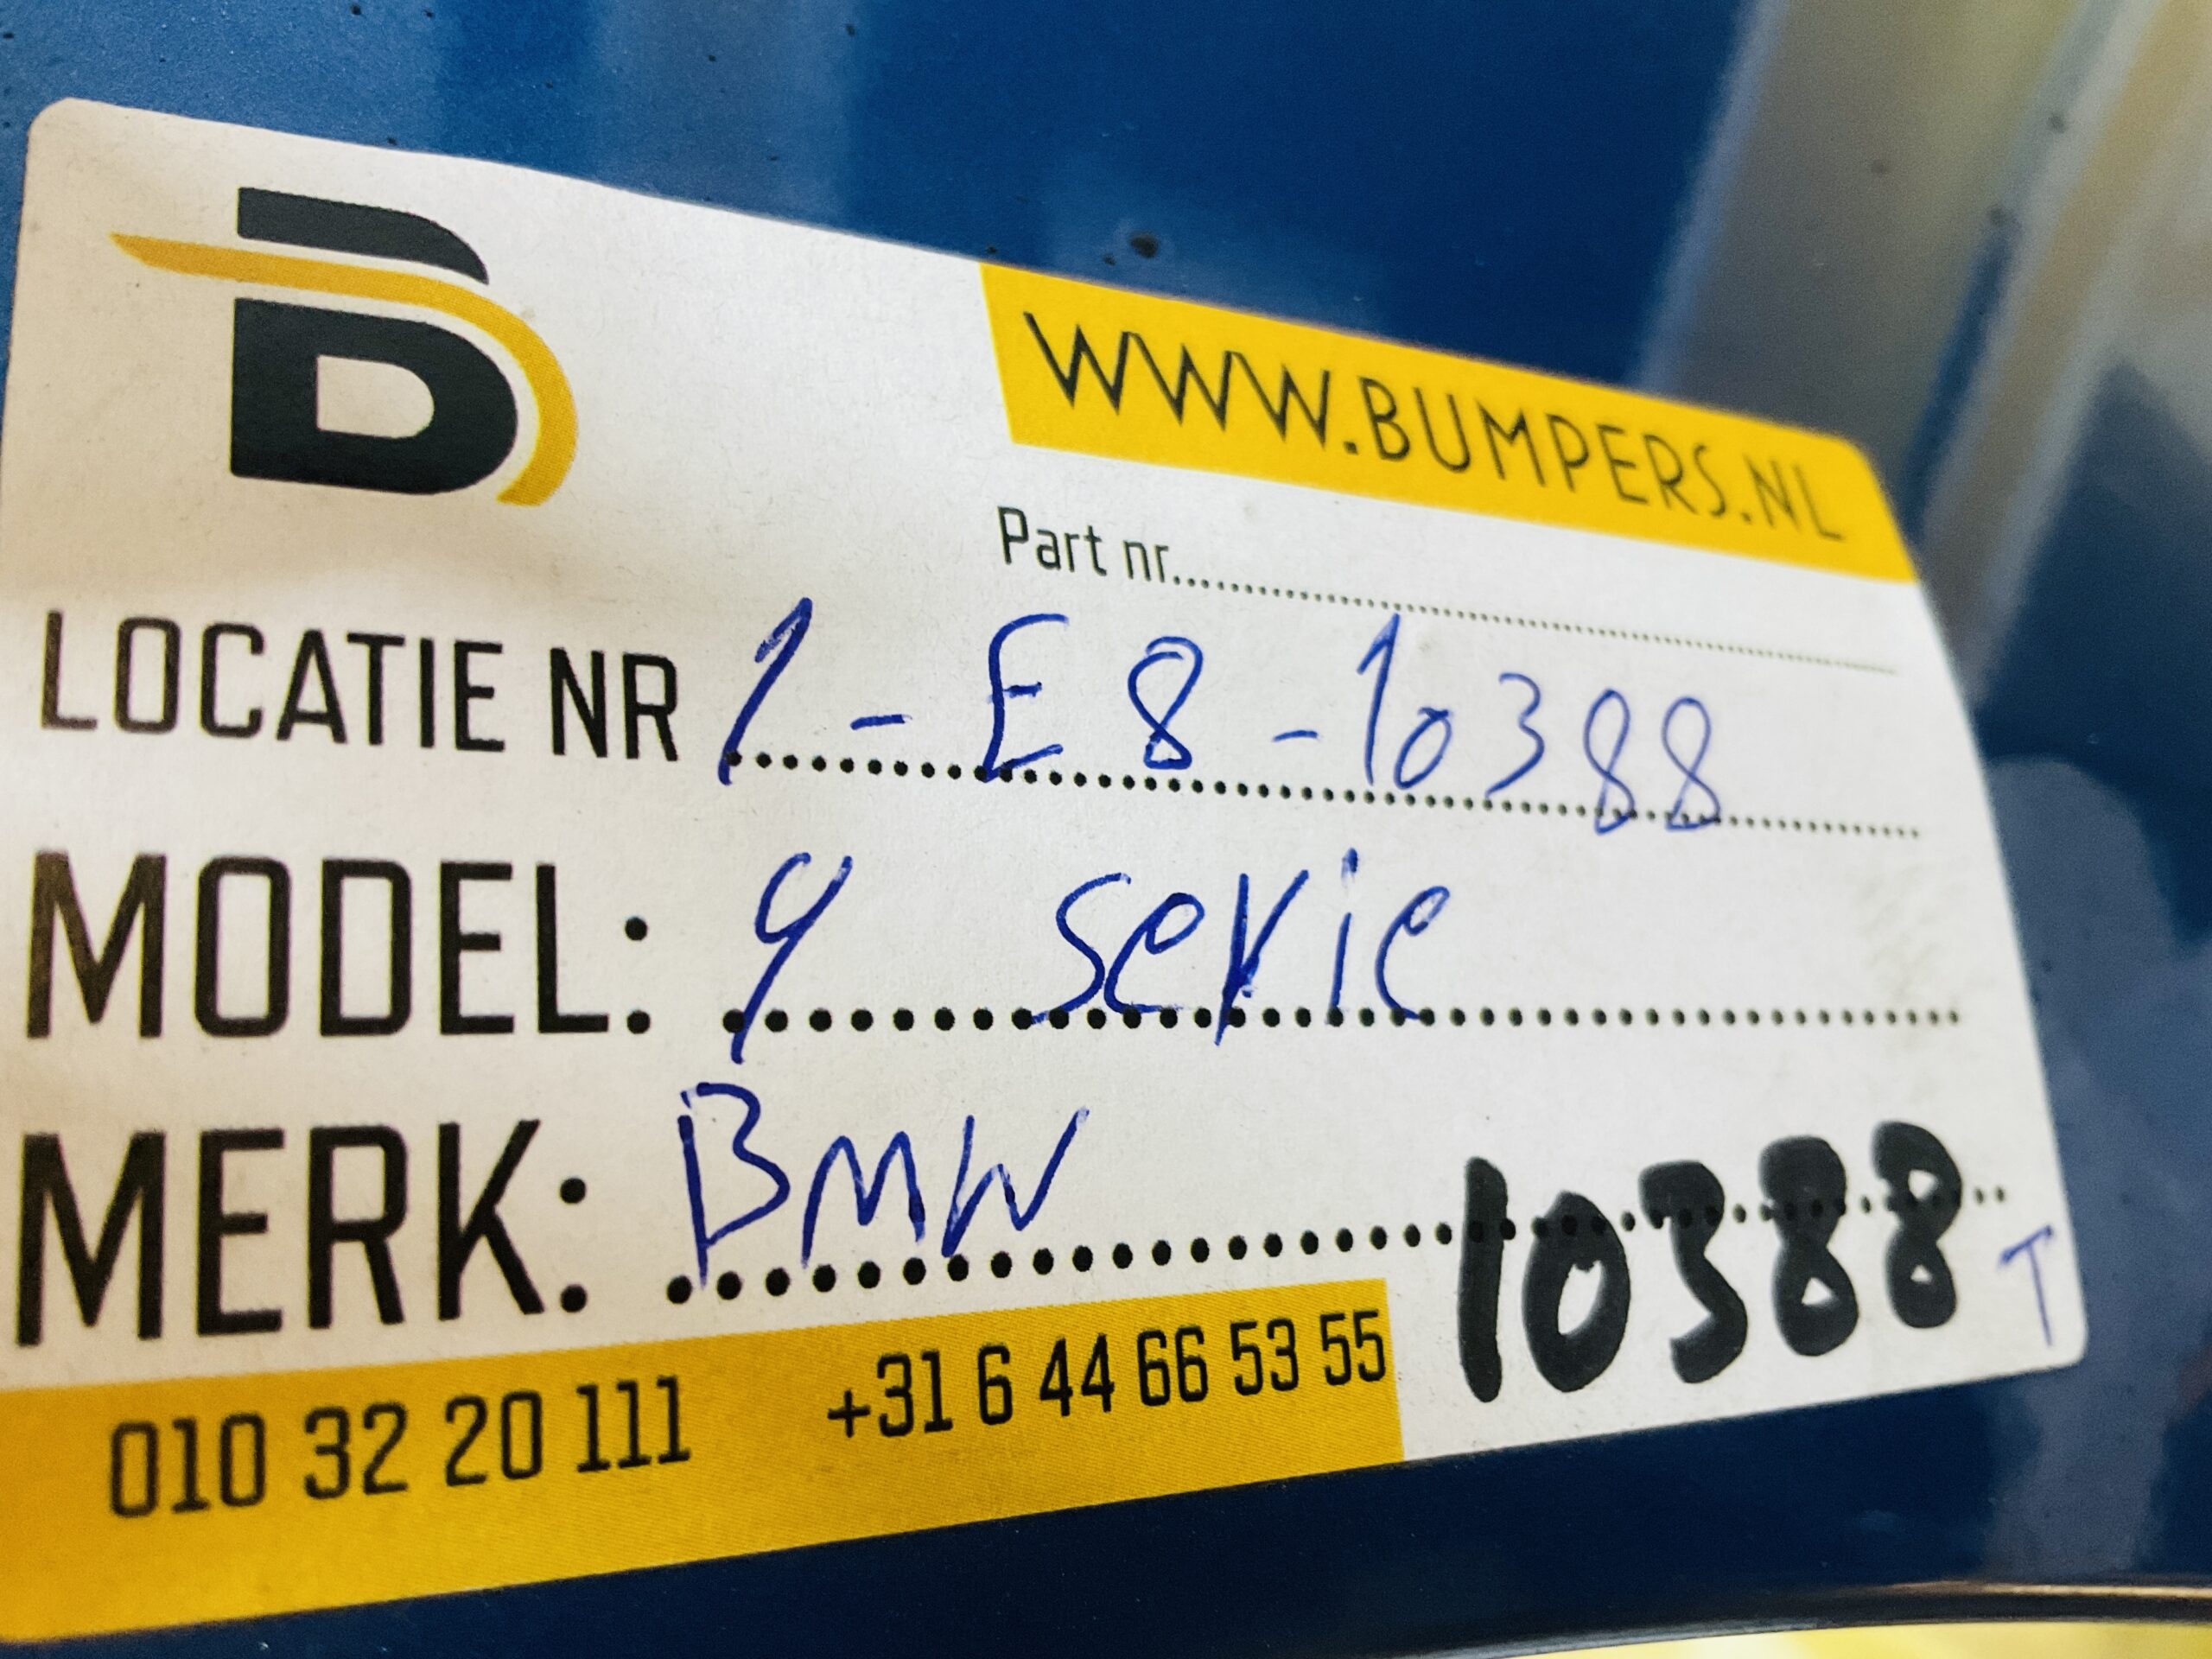 B
WWW.BUMPERS.NL
Part nr.
LOCATIE NR 1-E8-10388
MODEL: 4 serie
MERK: BMW
10388 T
010 32 20 111 +31 6 44 66 53 55